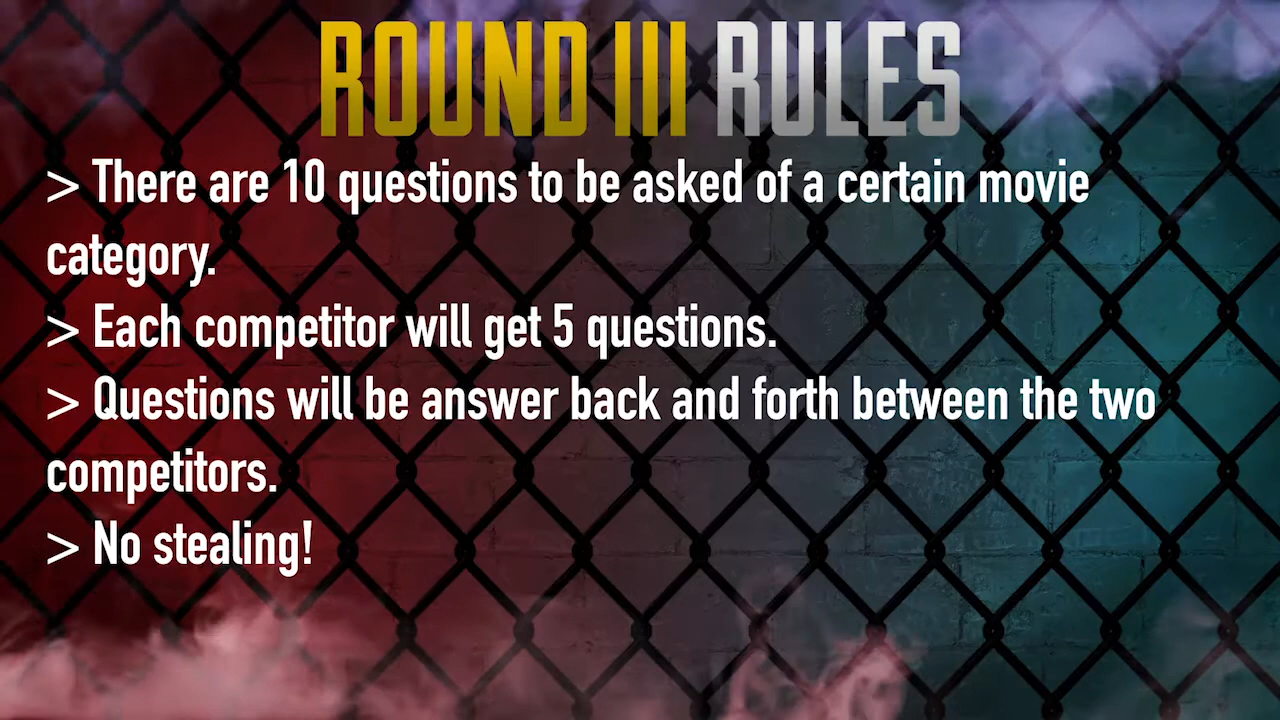 ROUND III RULES
> There are 10 questions to be asked of a certain movie
category.
> Each competitor will get 5 questions.
> Questions will be answer back and forth between the two
competitors.
> No stealing!